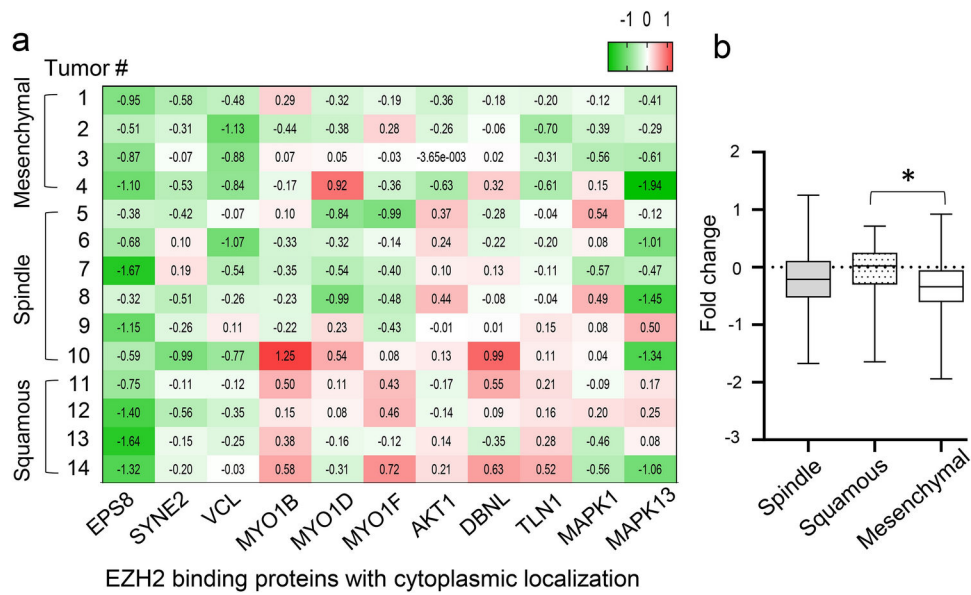 a
-1 0 1
Tumor #
Mesenchymal
Spindle
Squamous
1 -0.95 -0.58 -0.48 0.29 -0.32 -0.19 -0.36 -0.18 -0.20 -0.12 -0.41
2 -0.51 -0.31 -1.13 -0.44 -0.38 0.28 -0.26 -0.06 -0.70 -0.39 -0.29
3 -0.87 -0.07 -0.88 0.07 0.05 -0.03 -3.65e-003 0.02 -0.31 -0.56 -0.61
4 -1.10 -0.53 -0.84 -0.17 0.92 -0.36 -0.63 0.32 -0.61 0.15 -1.94
5 -0.38 -0.42 -0.07 0.10 -0.84 -0.99 0.37 -0.28 -0.04 0.54 -0.12
6 -0.68 0.10 -1.07 -0.33 -0.32 -0.14 0.24 -0.22 -0.20 0.08 -1.01
7 -1.67 0.19 -0.54 -0.35 -0.54 -0.40 0.10 0.13 -0.11 -0.57 -0.47
8 -0.32 -0.51 -0.26 -0.23 -0.99 -0.48 0.44 -0.08 -0.04 0.49 -1.45
9 -1.15 -0.26 0.11 -0.22 0.23 -0.43 -0.01 0.01 0.15 0.08 0.50
10 -0.59 -0.99 -0.77 1.25 0.54 0.08 0.13 0.99 0.11 0.04 -1.34
11 -0.75 -0.11 -0.12 0.50 0.11 0.43 -0.17 0.55 0.21 -0.09 0.17
12 -1.40 -0.56 -0.35 0.15 0.08 0.46 -0.14 0.09 0.16 0.20 0.25
13 -1.64 -0.15 -0.25 0.38 -0.16 -0.12 0.14 -0.35 0.28 -0.46 0.08
14 -1.32 -0.20 -0.03 0.58 -0.31 0.72 0.21 0.63 0.52 -0.56 -1.06
EPS8 SYNE2 VCL MYO1B MYO1D MYO1F AKT1 DBNL TLN1 MAPK1 MAPK13
EZH2 binding proteins with cytoplasmic localization
b
Fold change
2
1
0
-1
-2
-3
*
Spindle Squamous Mesenchymal